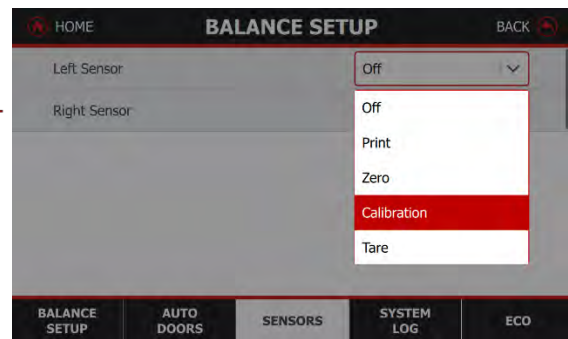 HOME BALANCE SETUP BACK
Left Sensor Off
Right Sensor
Off
Print
Zero
Calibration
Tare
BALANCE SETUP AUTO DOORS SENSORS SYSTEM LOG ECO